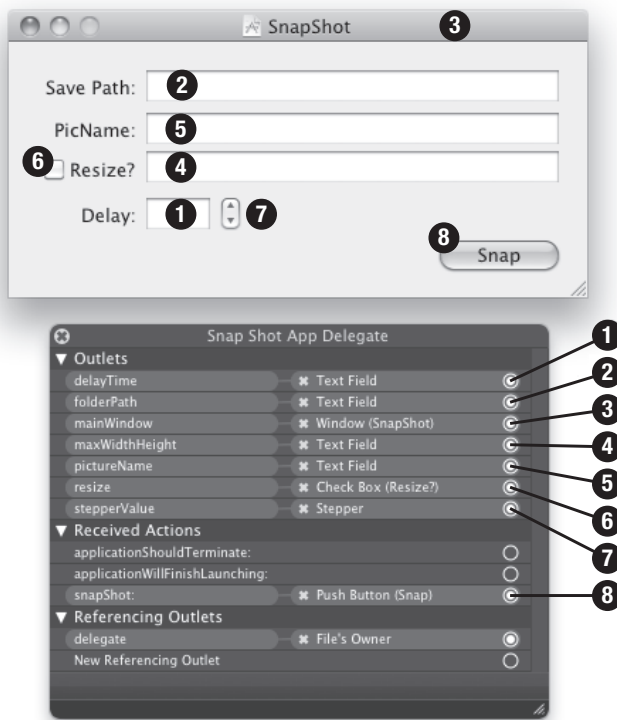 SnapShot 3
Save Path: 2
PicName: 5
6 Resize? 4
Delay: 1 7
8
Snap
Snap Shot App Delegate
▼ Outlets
delayTime ✖ Text Field 1
folderPath ✖ Text Field 2
mainWindow ✖ Window (SnapShot) 3
maxWidthHeight ✖ Text Field 4
pictureName ✖ Text Field 5
resize ✖ Check Box (Resize?) 6
stepperValue ✖ Stepper 7
▼ Received Actions
applicationShouldTerminate:
applicationWillFinishLaunching:
snapShot: ✖ Push Button (Snap) 8
▼ Referencing Outlets
delegate ✖ File's Owner
New Referencing Outlet